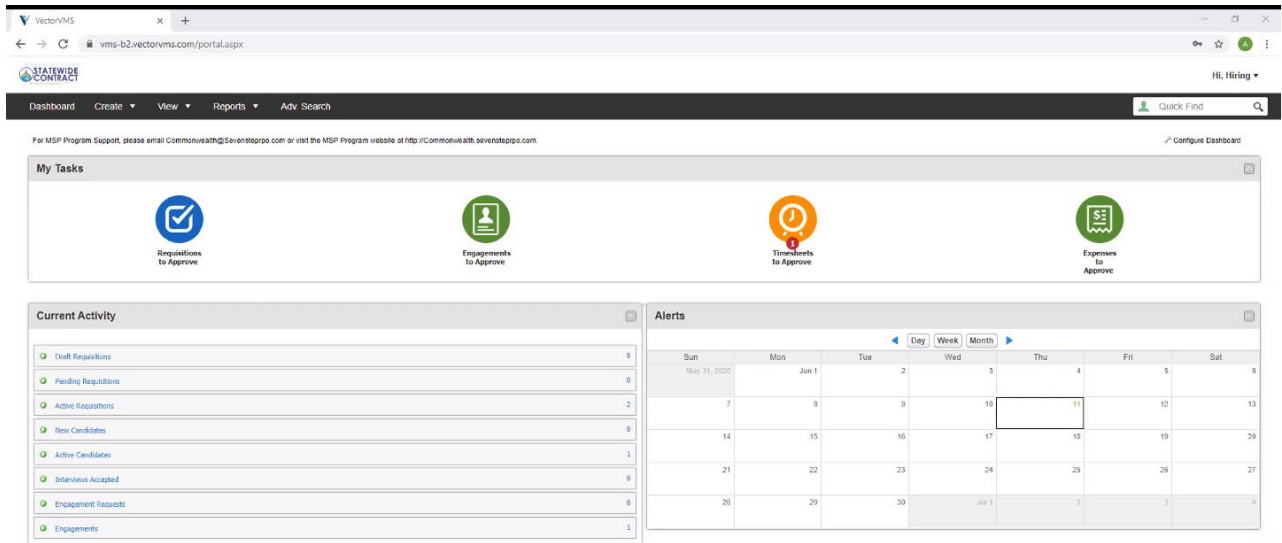 VectorVMS
vms-b2.vectorvms.com/portal.aspx
A
STATEWIDE
CONTRACT
Hi, Hiring
Dashboard Create View Reports Adv. Search Quick Find
For MSP Program Support, please email Commonwealth@Sevensteprpo.com or visit the MSP Program website at http://Commonwealth.sevensteprpo.com.
Configure Dashboard
My Tasks
Requisitions
to Approve
Engagements
to Approve
1
Timesheets
to Approve
Expenses
to
Approve
Current Activity
Draft Requisitions 0
Pending Requisitions 0
Active Requisitions 2
New Candidates 0
Active Candidates 1
Interviews Accepted 0
Engagement Requests 0
Engagements 1
Alerts
Day Week Month
Sun Mon Tue Wed Thu Fri Sat
May 31, 2020 Jun 1 2 3 4 5 6
7 8 9 10 11 12 13
14 15 16 17 18 19 20
21 22 23 24 25 26 27
28 29 30 Jul 1 2 3 4